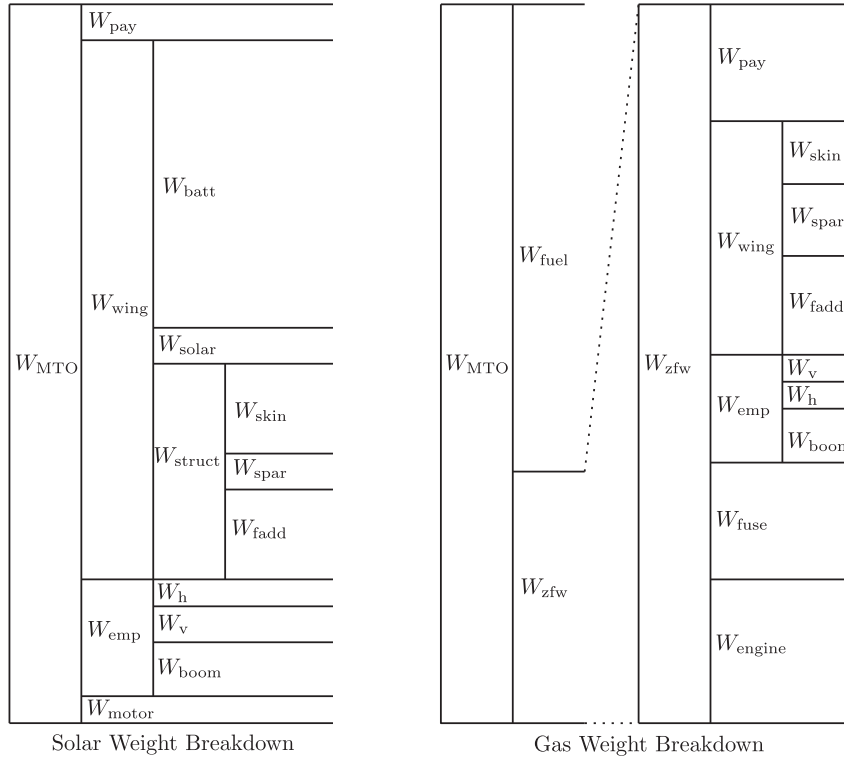 W_pay
W_batt
W_wing
W_solar
W_MTO
W_skin
W_struct
W_spar
W_fadd
W_h
W_emp
W_v
W_boom
W_motor
Solar Weight Breakdown
W_pay
W_skin
W_spar
W_wing
W_fuel
W_fadd
W_MTO
W_zfw
W_v
W_h
W_emp
W_boom
W_fuse
W_zfw
W_engine
Gas Weight Breakdown